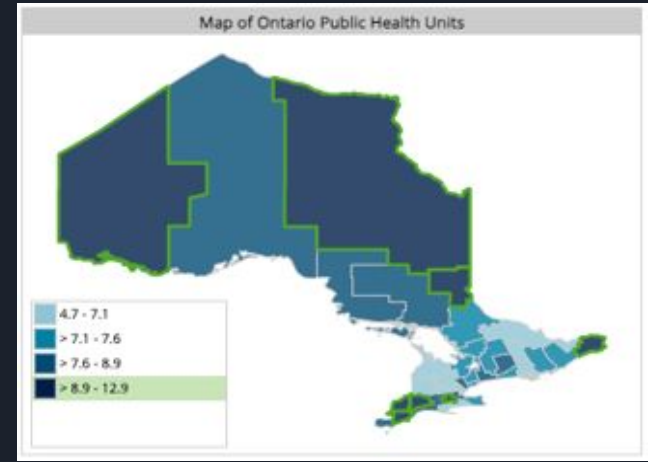 Map of Ontario Public Health Units
4.7 - 7.1
> 7.1 - 7.6
> 7.6 - 8.9
> 8.9 - 12.9